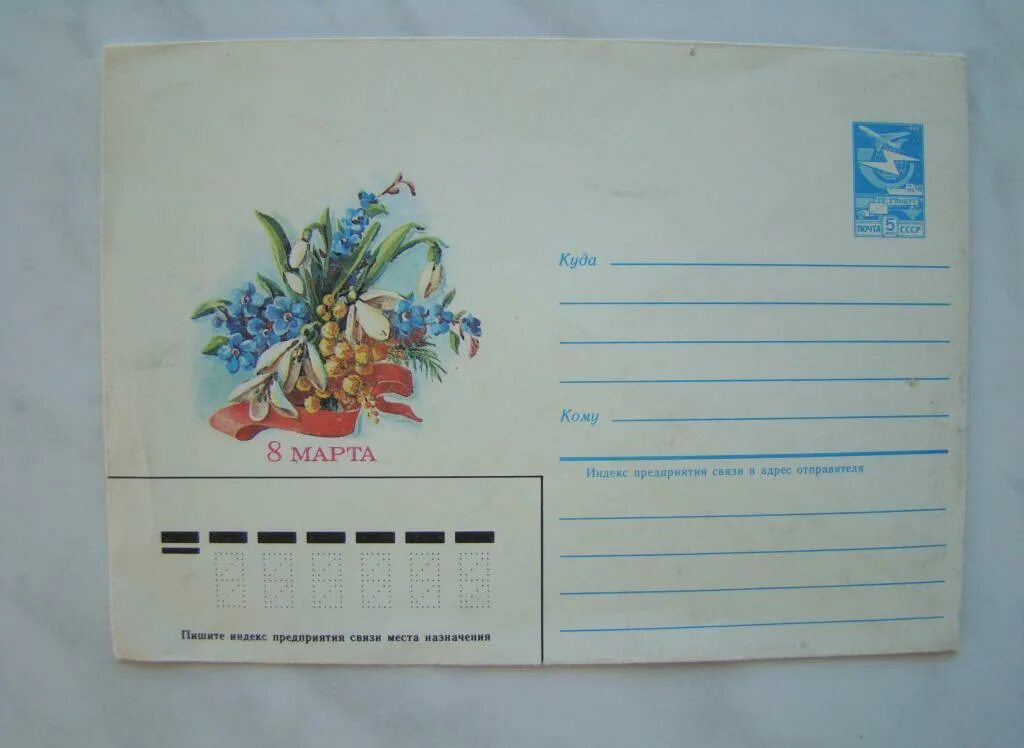 8 МАРТА
ПОЧТА 5 СССР
Куда
Кому
Индекс предприятия связи и адрес отправителя
Пишите индекс предприятия связи места назначения